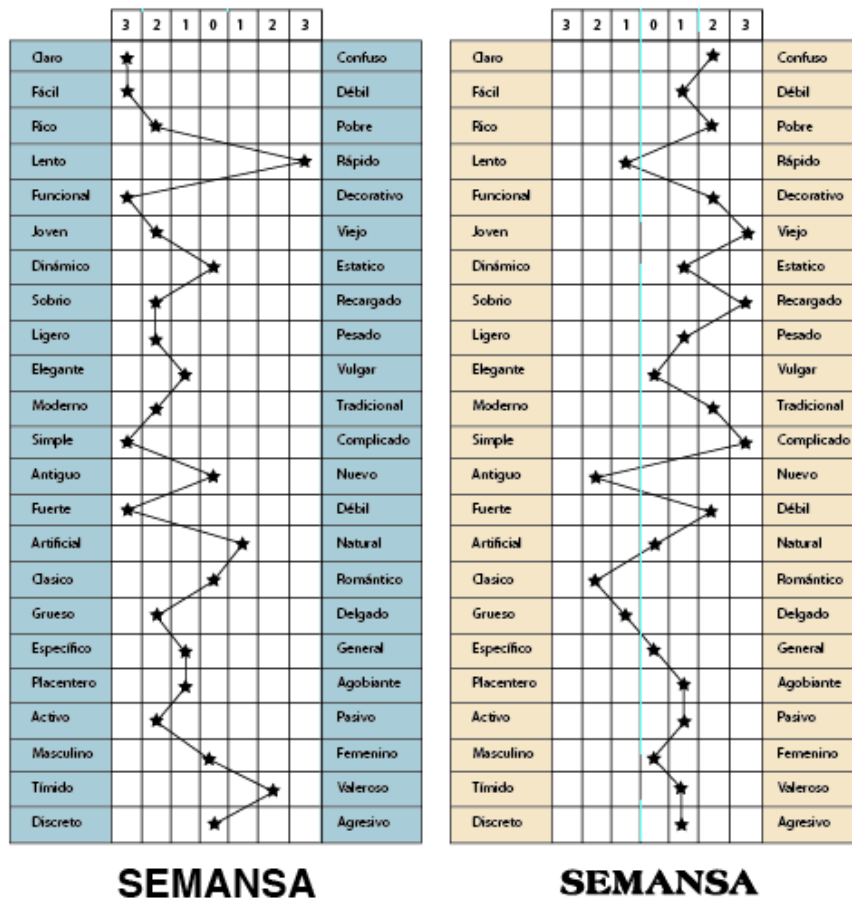 3 2 1 0 1 2 3
Claro Confuso
Fácil Débil
Rico Pobre
Lento Rápido
Funcional Decorativo
Joven Viejo
Dinámico Estatico
Sobrio Recargado
Ligero Pesado
Elegante Vulgar
Moderno Tradicional
Simple Complicado
Antiguo Nuevo
Fuerte Débil
Artificial Natural
Clasico Romántico
Grueso Delgado
Específico General
Placentero Agobiante
Activo Pasivo
Masculino Femenino
Tímido Valeroso
Discreto Agresivo
SEMANSA
3 2 1 0 1 2 3
Claro Confuso
Fácil Débil
Rico Pobre
Lento Rápido
Funcional Decorativo
Joven Viejo
Dinámico Estatico
Sobrio Recargado
Ligero Pesado
Elegante Vulgar
Moderno Tradicional
Simple Complicado
Antiguo Nuevo
Fuerte Débil
Artificial Natural
Clasico Romántico
Grueso Delgado
Específico General
Placentero Agobiante
Activo Pasivo
Masculino Femenino
Tímido Valeroso
Discreto Agresivo
SEMANSA